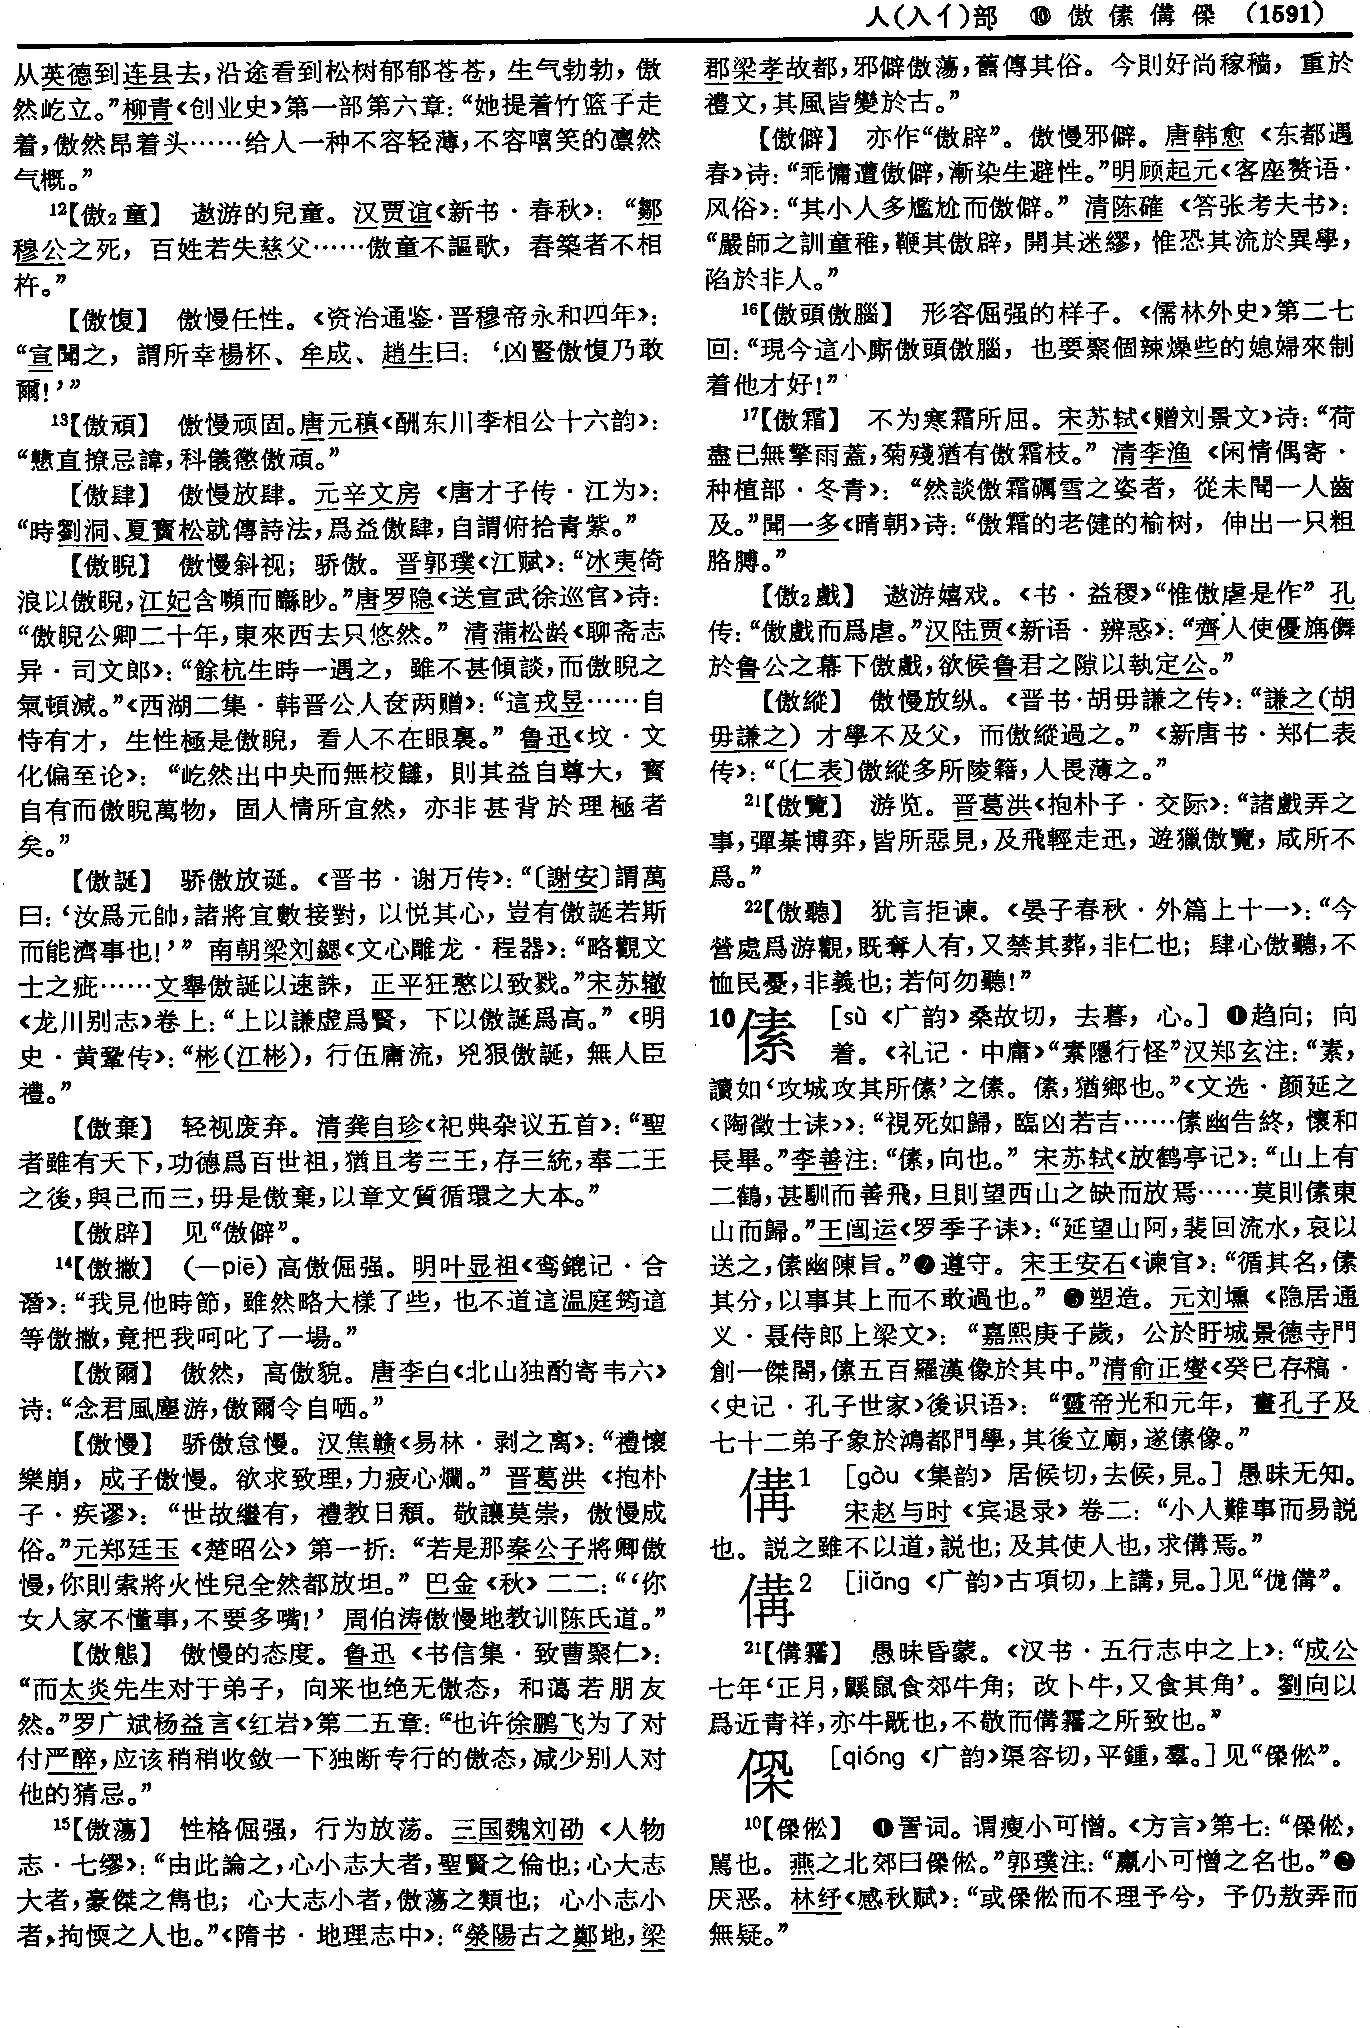 人(入亻)部 ⑩ 傲傃傋㒔 (1591)
从英德到连县去,沿途看到松树郁郁苍苍,生气勃勃,傲
然屹立。”柳青《创业史》第一部第六章:“她提着竹篮子走
着,傲然昂着头……给人一种不容轻薄,不容嘻笑的凛然
气概。”
12【傲2童】 遨游的兒童。汉贾谊《新书·春秋》:“鄒
穆公之死,百姓若失慈父……傲童不謳歌,舂築者不相
杵。”
【傲愎】 傲慢任性。《资治通鉴·晋穆帝永和四年》:
“宣聞之,謂所幸楊杯、牟成、趙生曰:‘凶豎傲愎乃敢
爾!’”
13【傲頑】 傲慢顽固。唐元稹《酬东川李相公十六韵》:
“戇直撩忌諱,科儀懲傲頑。”
【傲肆】 傲慢放肆。元辛文房《唐才子传·江为》:
“時劉洞、夏寶松就傳詩法,爲益傲肆,自謂俯拾青紫。”
【傲睨】 傲慢斜视;骄傲。晋郭璞《江赋》:“冰夷倚
浪以傲睨,江妃含嚬而矊眇。”唐罗隐《送宣武徐巡官》诗:
“傲睨公卿二十年,東來西去只悠然。”清蒲松龄《聊斋志
异·司文郎》:“餘杭生時一遇之,雖不甚傾談,而傲睨之
氣頓減。”《西湖二集·韩晋公人奁两赠》:“這戎昱……自
恃有才,生性極是傲睨,看人不在眼裏。”鲁迅《坟·文
化偏至论》:“屹然出中央而無校讎,則其益自尊大,寳
自有而傲睨萬物,固人情所宜然,亦非甚背於理極者
矣。”
【傲誕】 骄傲放诞。《晋书·谢万传》:“〔謝安〕謂萬
曰:‘汝爲元帥,諸將宜數接對,以悦其心,豈有傲誕若斯
而能濟事也!’”南朝梁刘勰《文心雕龙·程器》:“略觀文
士之疵……文舉傲誕以速誅,正平狂憨以致戮。”宋苏辙
《龙川别志》卷上:“上以謙虚爲賢,下以傲誕爲高。”《明
史·黄鞏传》:“彬(江彬),行伍庸流,兇狠傲誕,無人臣
禮。”
【傲棄】 轻视废弃。清龚自珍《祀典杂议五首》:“聖
者雖有天下,功德爲百世祖,猶且考三王,存三統,奉二王
之後,與己而三,毋是傲棄,以章文質循環之大本。”
【傲辟】 见“傲僻”。
14【傲撇】 (—piē)高傲倔强。明叶显祖《鸾鎞记·合
谮》:“我見他時節,雖然略大樣了些,也不道這温庭筠這
等傲撇,竟把我呵叱了一場。”
【傲爾】 傲然,高傲貌。唐李白《北山独酌寄韦六》
诗:“念君風塵游,傲爾令自哂。”
【傲慢】 骄傲怠慢。汉焦赣《易林·剥之离》:“禮懷
樂崩,成子傲慢。欲求致理,力疲心爛。”晋葛洪《抱朴
子·疾谬》:“世故繼有,禮教日頽。敬讓莫崇,傲慢成
俗。”元郑廷玉《楚昭公》第一折:“若是那秦公子將卿傲
慢,你則索將火性兒全然都放坦。”巴金《秋》二二:“‘你
女人家不懂事,不要多嘴!’周伯涛傲慢地教训陈氏道。”
【傲態】 傲慢的态度。鲁迅《书信集·致曹聚仁》:
“而太炎先生对于弟子,向来也绝无傲态,和蔼若朋友
然。”罗广斌杨益言《红岩》第二五章:“也许徐鹏飞为了对
付严醉,应该稍稍收敛一下独断专行的傲态,减少别人对
他的猜忌。”
15【傲蕩】 性格倔强,行为放荡。三国魏刘劭《人物
志·七缪》:“由此論之,心小志大者,聖賢之倫也;心大志
大者,豪傑之雋也;心大志小者,傲蕩之類也;心小志小
者,拘愞之人也。”《隋书·地理志中》:“滎陽古之鄭地,梁
郡梁孝故都,邪僻傲蕩,舊傳其俗。今則好尚稼穡,重於
禮文,其風皆變於古。”
【傲僻】 亦作“傲辟”。傲慢邪僻。唐韩愈《东都遇
春》诗:“乖慵遭傲僻,漸染生避性。”明顾起元《客座赘语·
风俗》:“其小人多尷尬而傲僻。”清陈確《答张考夫书》:
“嚴師之訓童稚,鞭其傲辟,開其迷繆,惟恐其流於異學,
陷於非人。”
16【傲頭傲腦】 形容倔强的样子。《儒林外史》第二七
回:“現今這小廝傲頭傲腦,也要聚個辣燥些的媳婦來制
着他才好!”
17【傲霜】 不为寒霜所屈。宋苏轼《赠刘景文》诗:“荷
盡已無擎雨蓋,菊殘猶有傲霜枝。”清李渔《闲情偶寄·
种植部·冬青》:“然談傲霜礪雪之姿者,從未聞一人齒
及。”聞一多《晴朝》诗:“傲霜的老健的榆树,伸出一只粗
胳膊。”
【傲2戲】 遨游嬉戏。《书·益稷》“惟傲虐是作”孔
传:“傲戲而爲虐。”汉陆贾《新语·辨惑》:“齊人使優旃儛
於鲁公之幕下傲戲,欲候鲁君之隙以執定公。”
【傲縱】 傲慢放纵。《晋书·胡毋謙之传》:“謙之(胡
毋謙之)才學不及父,而傲縱過之。”《新唐书·郑仁表
传》:“〔仁表〕傲縱多所陵籍,人畏薄之。”
21【傲覽】 游览。晋葛洪《抱朴子·交际》:“諸戲弄之
事,彈棊博弈,皆所惡見,及飛輕走迅,遊獵傲覽,咸所不
爲。”
22【傲聽】 犹言拒谏。《晏子春秋·外篇上十一》:“今
營處爲游觀,既奪人有,又禁其葬,非仁也;肆心傲聽,不
恤民憂,非義也;若何勿聽!”
10傃 [sù《广韵》桑故切,去暮,心。]❶趋向;向
着。《礼记·中庸》“素隱行怪”汉郑玄注:“素,
讀如‘攻城攻其所傃’之傃。傃,猶鄉也。”《文选·颜延之
〈陶徵士诔〉》:“視死如歸,臨凶若吉……傃幽告終,懷和
長畢。”李善注:“傃,向也。”宋苏轼《放鹤亭记》:“山上有
二鶴,甚馴而善飛,旦則望西山之缺而放焉……莫則傃東
山而歸。”王闿运《罗季子诔》:“延望山阿,裴回流水,哀以
送之,傃幽陳旨。”❷遵守。宋王安石《谏官》:“循其名,傃
其分,以事其上而不敢過也。”❸塑造。元刘壎《隐居通
义·聂侍郎上梁文》:“嘉熙庚子歲,公於盱城景德寺門
創一傑閣,傃五百羅漢像於其中。”清俞正燮《癸巳存稿·
〈史记·孔子世家〉後识语》:“靈帝光和元年,畫孔子及
七十二弟子象於鴻都門學,其後立廟,遂傃像。”
傋1 [gòu《集韵》居候切,去候,見。]愚昧无知。
宋赵与时《宾退录》卷二:“小人難事而易説
也。説之雖不以道,説也;及其使人也,求傋焉。”
傋2 [jiǎng《广韵》古項切,上講,見。]见“㑝傋”。
21【傋霿】 愚昧昏蒙。《汉书·五行志中之上》:“成公
七年‘正月,鼷鼠食郊牛角;改卜牛,又食其角’。劉向以
爲近青祥,亦牛旤也,不敬而傋霿之所致也。”
㒔 [qióng《广韵》渠容切,平鍾,羣。]见“㒔倯”。
10【㒔倯】 ❶詈词。谓瘦小可憎。《方言》第七:“㒔倯,
駡也。燕之北郊曰㒔倯。”郭璞注:“羸小可憎之名也。”❷
厌恶。林纾《感秋赋》:“或㒔倯而不理予兮,予仍敖弄而
無疑。”